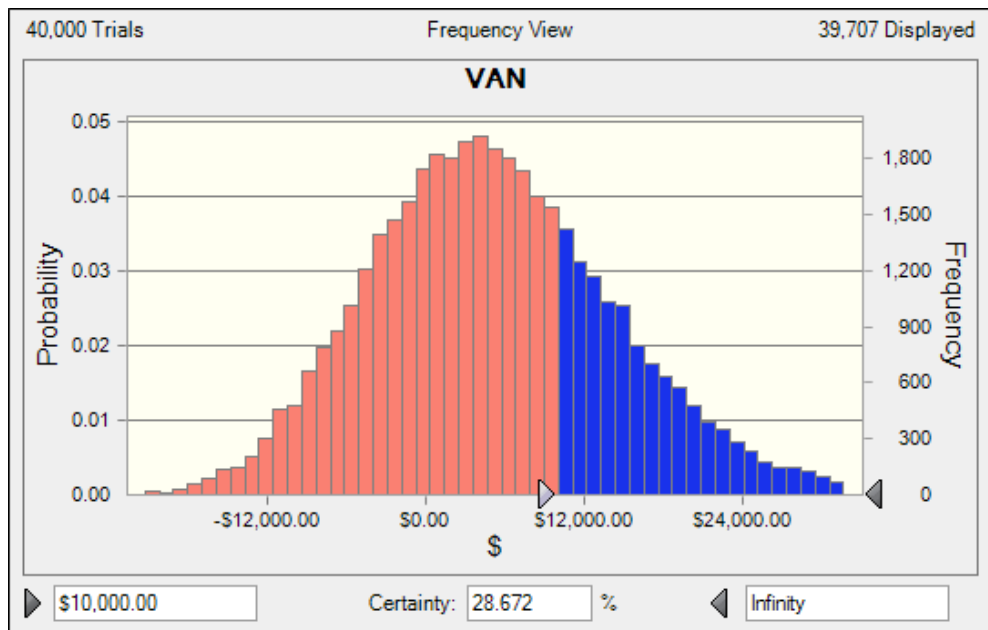 40,000 Trials Frequency View 39,707 Displayed
VAN
0.05
0.04
0.03
0.02
0.01
0.00
Probability
1,800
1,500
1,200
900
600
300
0
Frequency
-$12,000.00 $0.00 $12,000.00 $24,000.00
$
$10,000.00 Certainty: 28.672 % Infinity